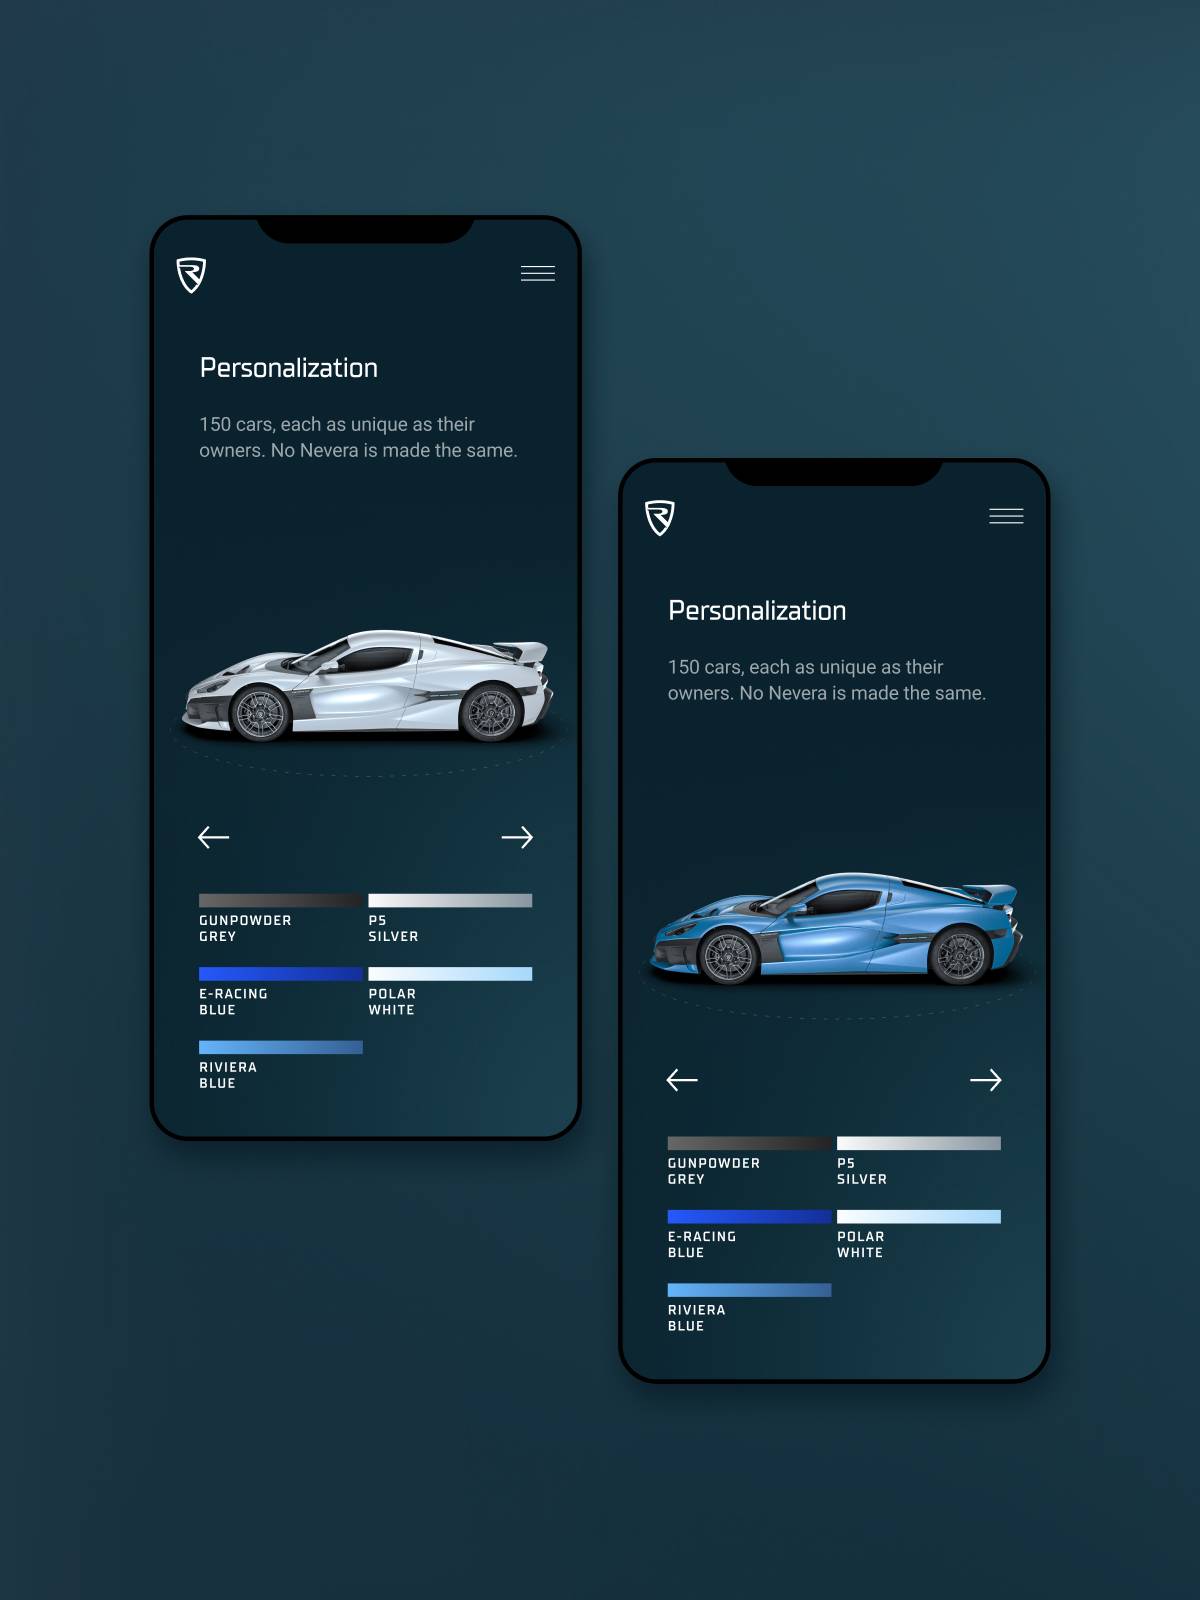 Personalization
150 cars, each as unique as their
owners. No Nevera is made the same.
GUNPOWDER
GREY
P5
SILVER
E-RACING
BLUE
POLAR
WHITE
RIVIERA
BLUE
Personalization
150 cars, each as unique as their
owners. No Nevera is made the same.
GUNPOWDER
GREY
P5
SILVER
E-RACING
BLUE
POLAR
WHITE
RIVIERA
BLUE